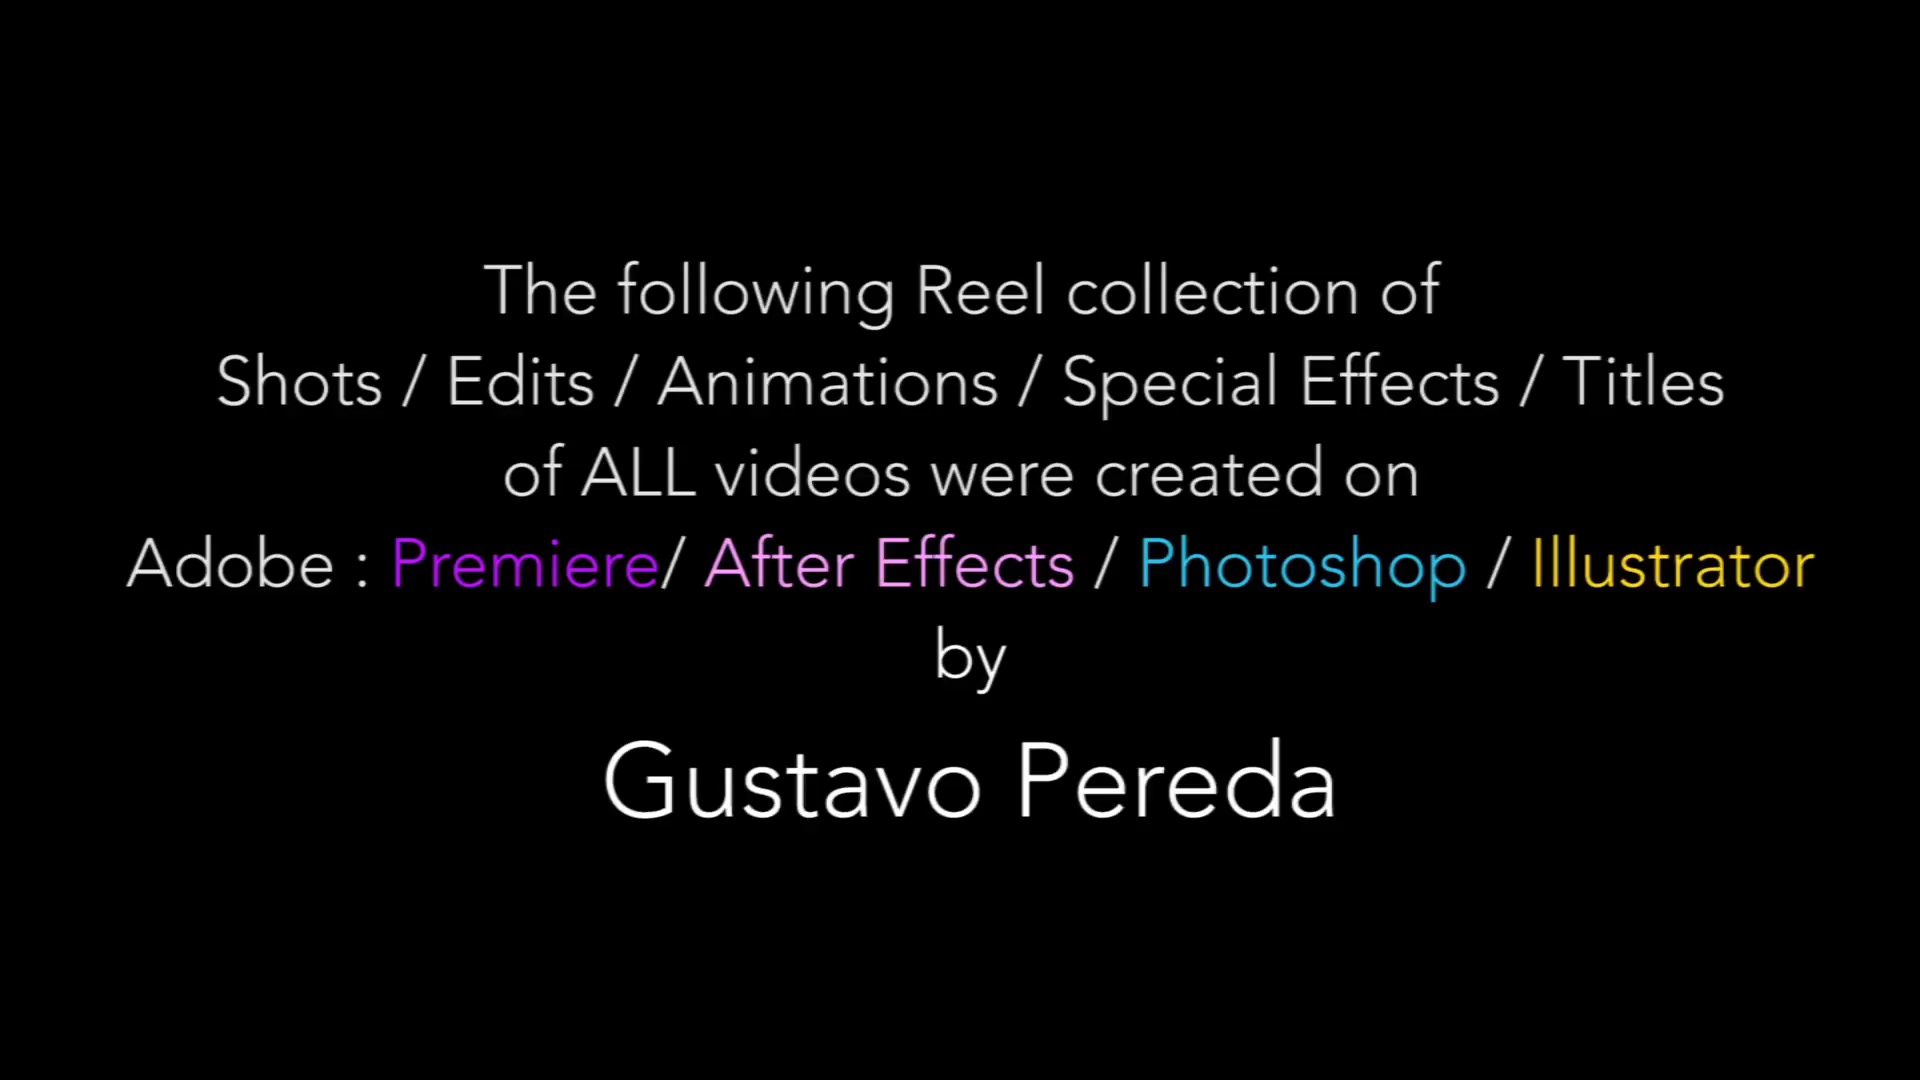 The following Reel collection of
Shots / Edits / Animations / Special Effects / Titles
of ALL videos were created on
Adobe : Premiere/ After Effects / Photoshop / Illustrator
by
Gustavo Pereda